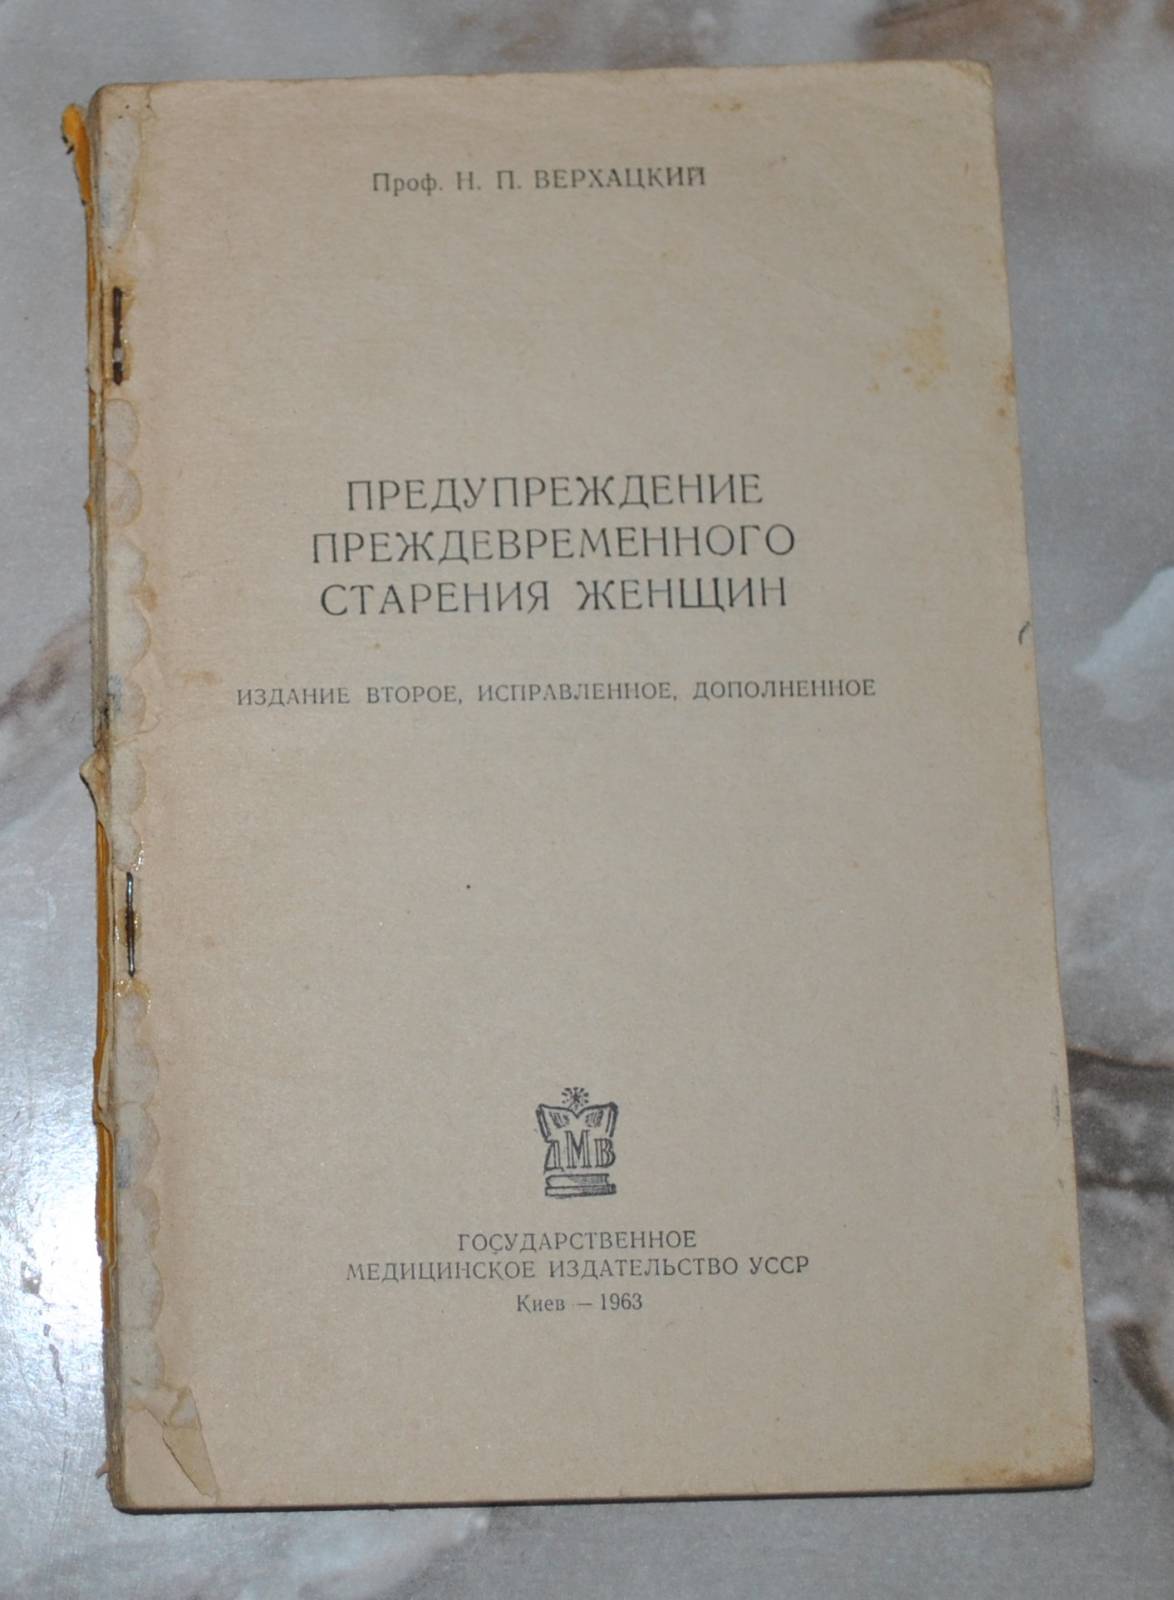 Проф. Н. П. ВЕРХАЦКИЙ
ПРЕДУПРЕЖДЕНИЕ
ПРЕЖДЕВРЕМЕННОГО
СТАРЕНИЯ ЖЕНЩИН
ИЗДАНИЕ ВТОРОЕ, ИСПРАВЛЕННОЕ, ДОПОЛНЕННОЕ
ДМВ
ГОСУДАРСТВЕННОЕ
МЕДИЦИНСКОЕ ИЗДАТЕЛЬСТВО УССР
Киев — 1963